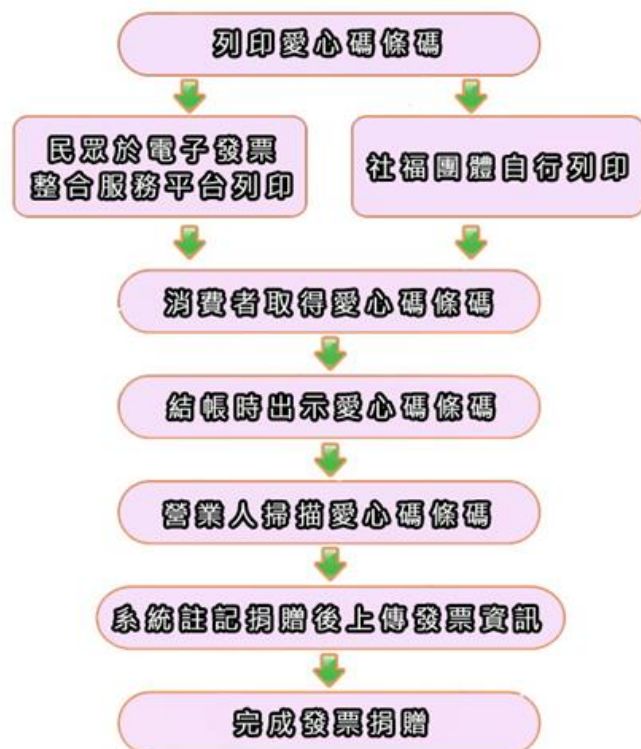 列印愛心碼條碼
民眾於電子發票
整合服務平台列印
社福團體自行列印
消費者取得愛心碼條碼
結帳時出示愛心碼條碼
營業人掃描愛心碼條碼
系統註記捐贈後上傳發票資訊
完成發票捐贈